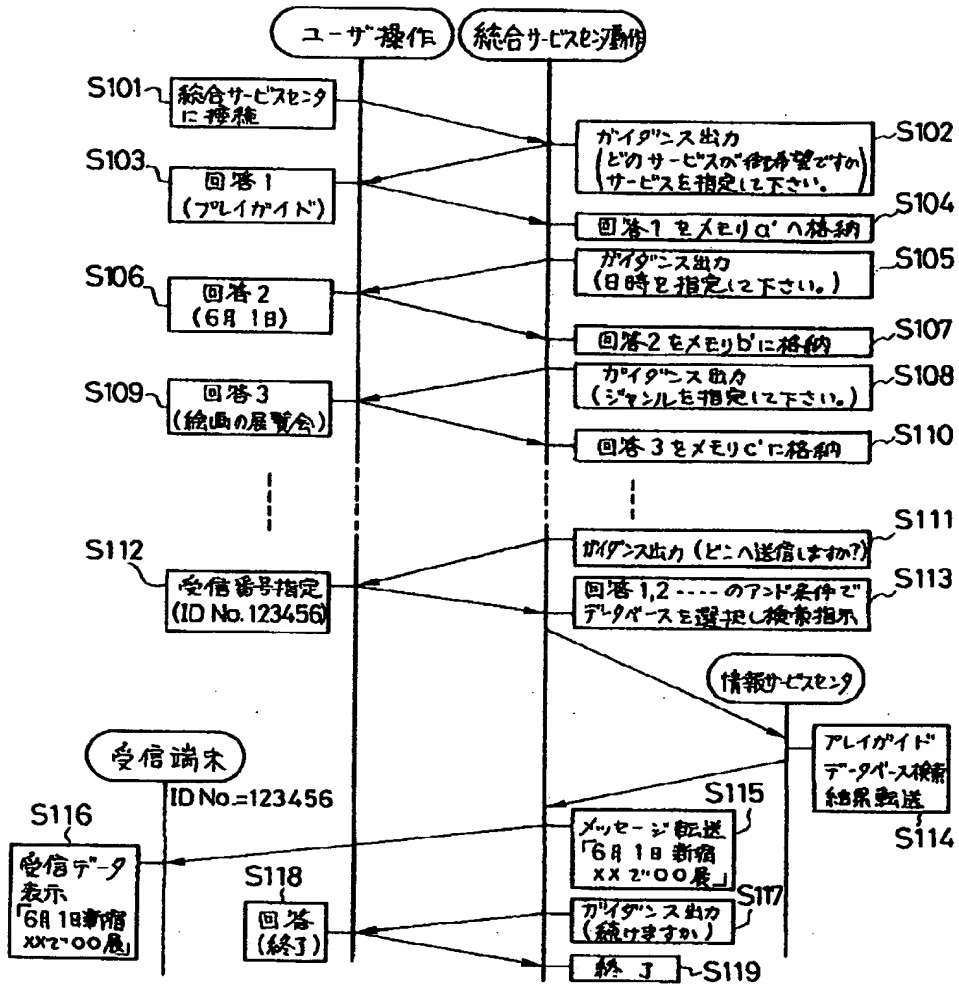 ユーザ操作
統合サービスセンタ動作
S101
統合サービスセンタ
に接続
S102
ガイダンス出力
(どのサービスが御希望ですか
サービスを指定して下さい。)
S103
回答1
(プレイガイド)
S104
回答1をメモリa'へ格納
S105
ガイダンス出力
(日時を指定して下さい。)
S106
回答2
(6月1日)
S107
回答2をメモリb'に格納
S108
ガイダンス出力
(ジャンルを指定して下さい。)
S109
回答3
(絵画の展覧会)
S110
回答3をメモリc'に格納
S111
ガイダンス出力(どこへ送信しますか?)
S112
受信番号指定
(ID No.123456)
S113
回答1,2----のアンド条件で
データベースを選択し検索指示
情報サービスセンタ
プレイガイド
データベース検索
結果転送
S114
受信端末
ID No.=123456
S115
メッセージ転送
「6月1日新宿
××で〇〇展」
S116
受信データ
表示
「6月1日新宿
××で〇〇展」
S117
ガイダンス出力
(続けますか)
S118
回答
(終了)
終了
S119